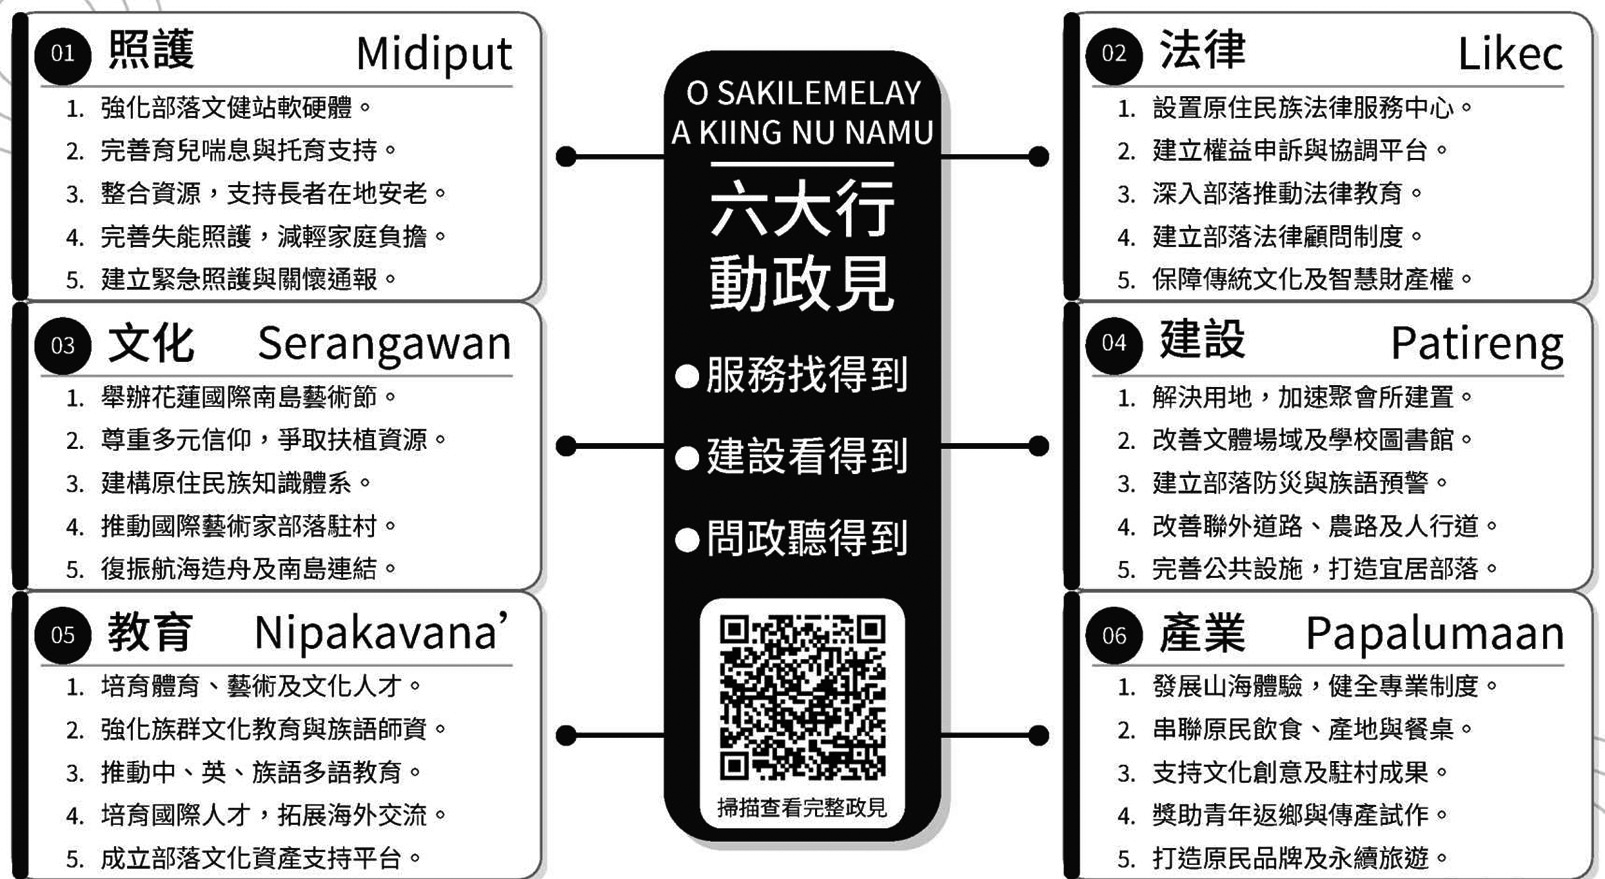 01 照護 Midiput
1. 強化部落文健站軟硬體。
2. 完善育兒喘息與托育支持。
3. 整合資源，支持長者在地安老。
4. 完善失能照護，減輕家庭負擔。
5. 建立緊急照護與關懷通報。
03 文化 Serangawan
1. 舉辦花蓮國際南島藝術節。
2. 尊重多元信仰，爭取扶植資源。
3. 建構原住民族知識體系。
4. 推動國際藝術家部落駐村。
5. 復振航海造舟及南島連結。
05 教育 Nipakavana’
1. 培育體育、藝術及文化人才。
2. 強化族群文化教育與族語師資。
3. 推動中、英、族語多語教育。
4. 培育國際人才，拓展海外交流。
5. 成立部落文化資產支持平台。
O SAKILEMELAY
A KIING NU NAMU
六大行
動政見
●服務找得到
●建設看得到
●問政聽得到
掃描查看完整政見
02 法律 Likec
1. 設置原住民族法律服務中心。
2. 建立權益申訴與協調平台。
3. 深入部落推動法律教育。
4. 建立部落法律顧問制度。
5. 保障傳統文化及智慧財產權。
04 建設 Patireng
1. 解決用地，加速聚會所建置。
2. 改善文體場域及學校圖書館。
3. 建立部落防災與族語預警。
4. 改善聯外道路、農路及人行道。
5. 完善公共設施，打造宜居部落。
06 產業 Papalumaan
1. 發展山海體驗，健全專業制度。
2. 串聯原民飲食、產地與餐桌。
3. 支持文化創意及駐村成果。
4. 獎助青年返鄉與傳產試作。
5. 打造原民品牌及永續旅遊。